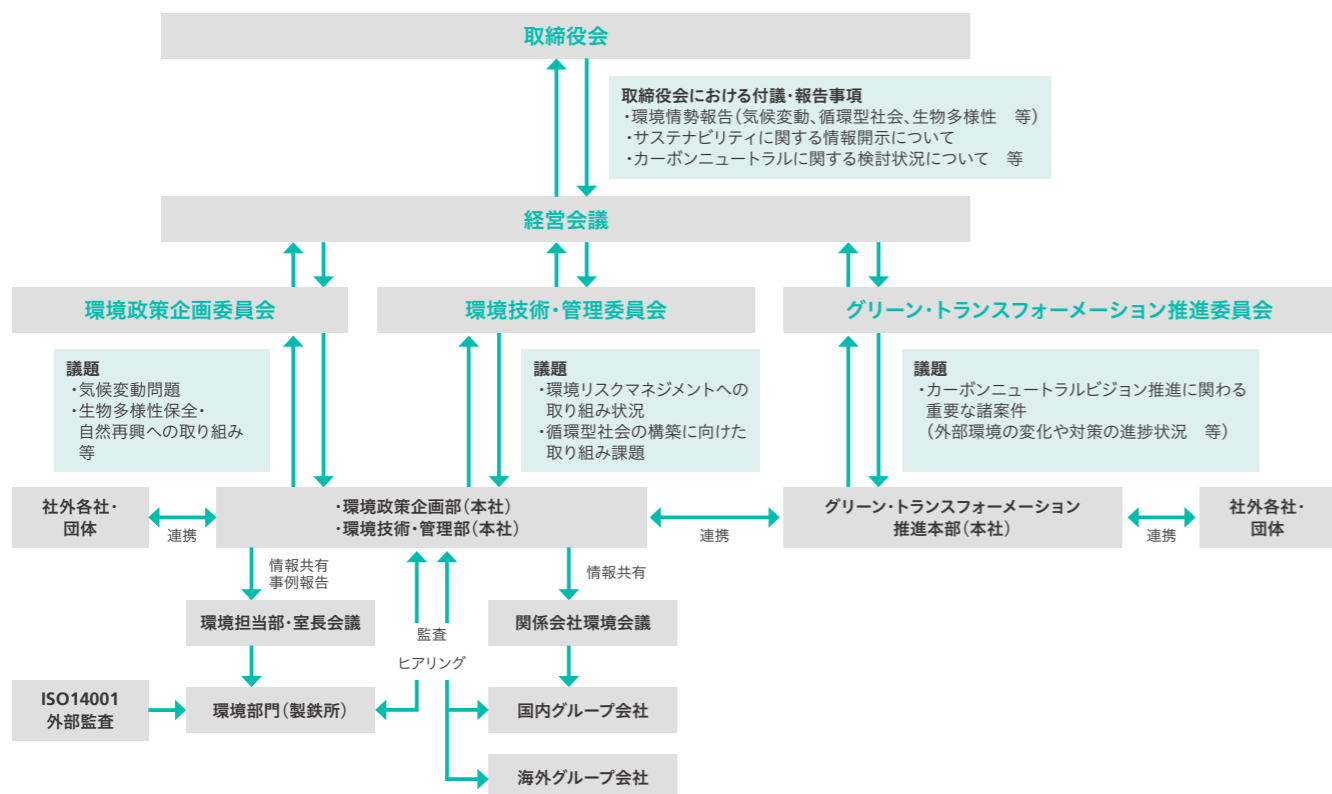 取締役会
取締役会における付議・報告事項
・環境情勢報告（気候変動、循環型社会、生物多様性　等）
・サステナビリティに関する情報開示について
・カーボンニュートラルに関する検討状況について　等
経営会議
環境政策企画委員会
環境技術・管理委員会
グリーン・トランスフォーメーション推進委員会
議題
・気候変動問題
・生物多様性保全・
自然再興への取り組み
等
議題
・環境リスクマネジメントへの
取り組み状況
・循環型社会の構築に向けた
取り組み課題
議題
・カーボンニュートラルビジョン推進に関わる
重要な諸案件
（外部環境の変化や対策の進捗状況　等）
社外各社・
団体
連携
・環境政策企画部（本社）
・環境技術・管理部（本社）
連携
グリーン・トランスフォーメーション
推進本部（本社）
連携
社外各社・
団体
情報共有
事例報告
情報共有
環境担当部・室長会議
監査
ヒアリング
関係会社環境会議
ISO14001
外部監査
環境部門（製鉄所）
国内グループ会社
海外グループ会社